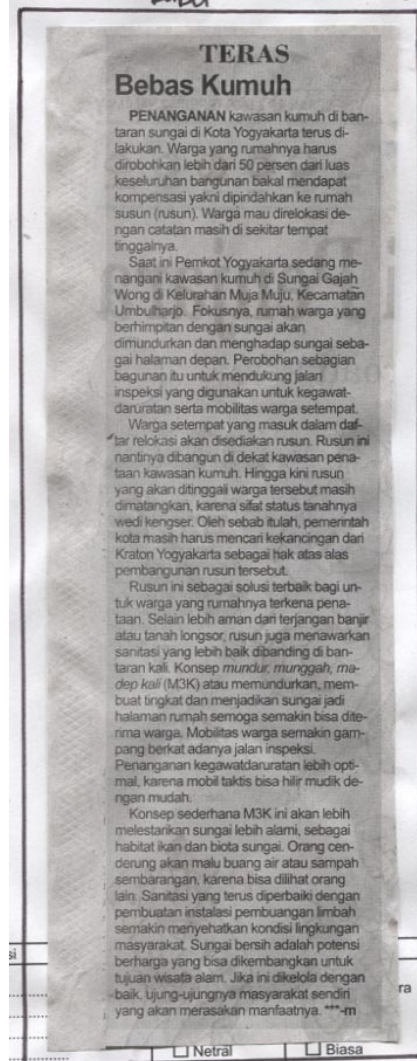 TERAS
Bebas Kumuh
PENANGANAN kawasan kumuh di ban-
taran sungai di Kota Yogyakarta terus di-
lakukan. Warga yang rumahnya harus
dirobohkan lebih dari 50 persen dari luas
keseluruhan bangunan bakal mendapat
kompensasi yakni dipindahkan ke rumah
susun (rusun). Warga mau direlokasi de-
ngan catatan masih di sekitar tempat
tinggalnya.
Saat ini Pemkot Yogyakarta sedang me-
nangani kawasan kumuh di Sungai Gajah
Wong di Kelurahan Muja Muju, Kecamatan
Umbulharjo. Fokusnya, rumah warga yang
berhimpitan dengan sungai akan
dimundurkan dan menghadap sungai seba-
gai halaman depan. Perobohan sebagian
bagunan itu untuk mendukung jalan
inspeksi yang digunakan untuk kegawat-
daruratan serta mobilitas warga setempat.
Warga setempat yang masuk dalam daf-
tar relokasi akan disediakan rusun. Rusun ini
nantinya dibangun di dekat kawasan pena-
taan kawasan kumuh. Hingga kini rusun
yang akan ditinggali warga tersebut masih
dimatangkan, karena sifat status tanahnya
wedi kengser. Oleh sebab itulah, pemerintah
kota masih harus mencari kekancingan dari
Kraton Yogyakarta sebagai hak atas alas
pembangunan rusun tersebut.
Rusun ini sebagai solusi terbaik bagi un-
tuk warga yang rumahnya terkena pena-
taan. Selain lebih aman dari terjangan banjir
atau tanah longsor, rusun juga menawarkan
sanitasi yang lebih baik dibanding di ban-
taran kali. Konsep mundur, munggah, ma-
dep kali (M3K) atau memundurkan, mem-
buat tingkat dan menjadikan sungai jadi
halaman rumah semoga semakin bisa dite-
rima warga. Mobilitas warga semakin gam-
pang berkat adanya jalan inspeksi.
Penanganan kegawatdaruratan lebih opti-
mal, karena mobil taktis bisa hilir mudik de-
ngan mudah.
Konsep sederhana M3K ini akan lebih
melestarikan sungai lebih alami, sebagai
habitat ikan dan biota sungai. Orang cen-
derung akan malu buang air atau sampah
sembarangan, karena bisa dilihat orang
lain. Sanitasi yang terus diperbaiki dengan
pembuatan instalasi pembuangan limbah
semakin menyehatkan kondisi lingkungan
masyarakat. Sungai bersih adalah potensi
berharga yang bisa dikembangkan untuk
tujuan wisata alam. Jika ini dikelola dengan
baik, ujung-ujungnya masyarakat sendiri
yang akan merasakan manfaatnya. ***-m
si
ra
Netral
Biasa